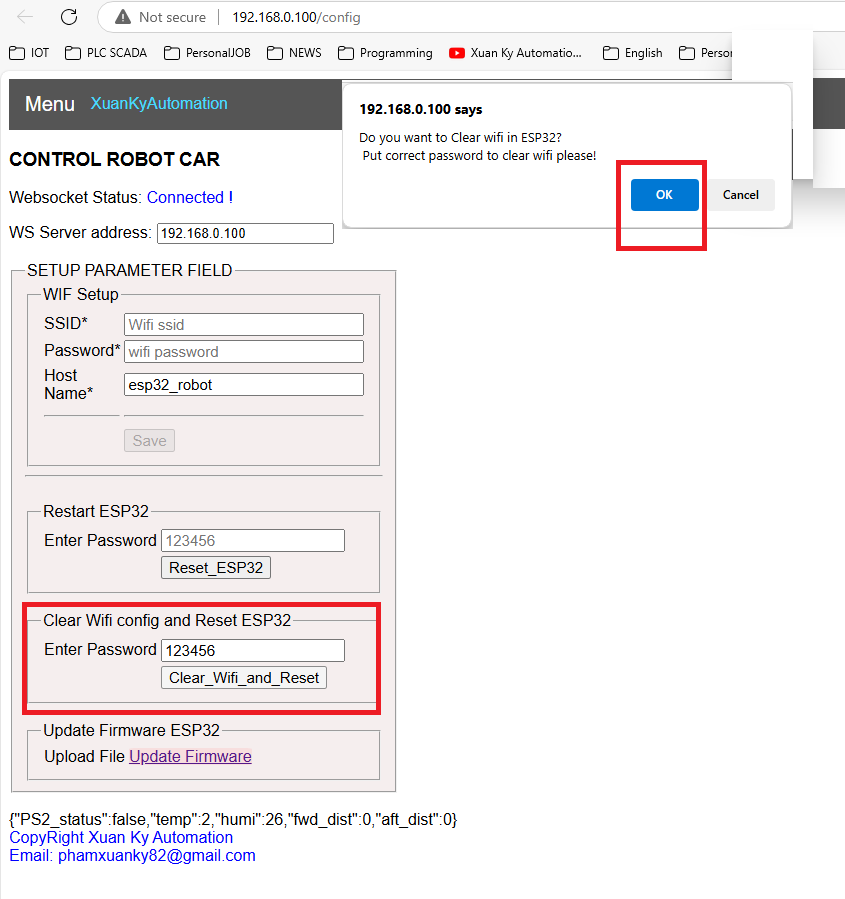 Not secure | 192.168.0.100/config
IOT PLC SCADA PersonalJOB NEWS Programming Xuan Ky Automatio... English Perso
Menu XuanKyAutomation
192.168.0.100 says
Do you want to Clear wifi in ESP32?
Put correct password to clear wifi please!
OK Cancel
CONTROL ROBOT CAR
Websocket Status: Connected !
WS Server address: 192.168.0.100
SETUP PARAMETER FIELD
WIF Setup
SSID* Wifi ssid
Password* wifi password
Host
Name* esp32_robot
Save
Restart ESP32
Enter Password 123456
Reset_ESP32
Clear Wifi config and Reset ESP32
Enter Password 123456
Clear_Wifi_and_Reset
Update Firmware ESP32
Upload File Update Firmware
{"PS2_status":false,"temp":2,"humi":26,"fwd_dist":0,"aft_dist":0}
CopyRight Xuan Ky Automation
Email: phamxuanky82@gmail.com